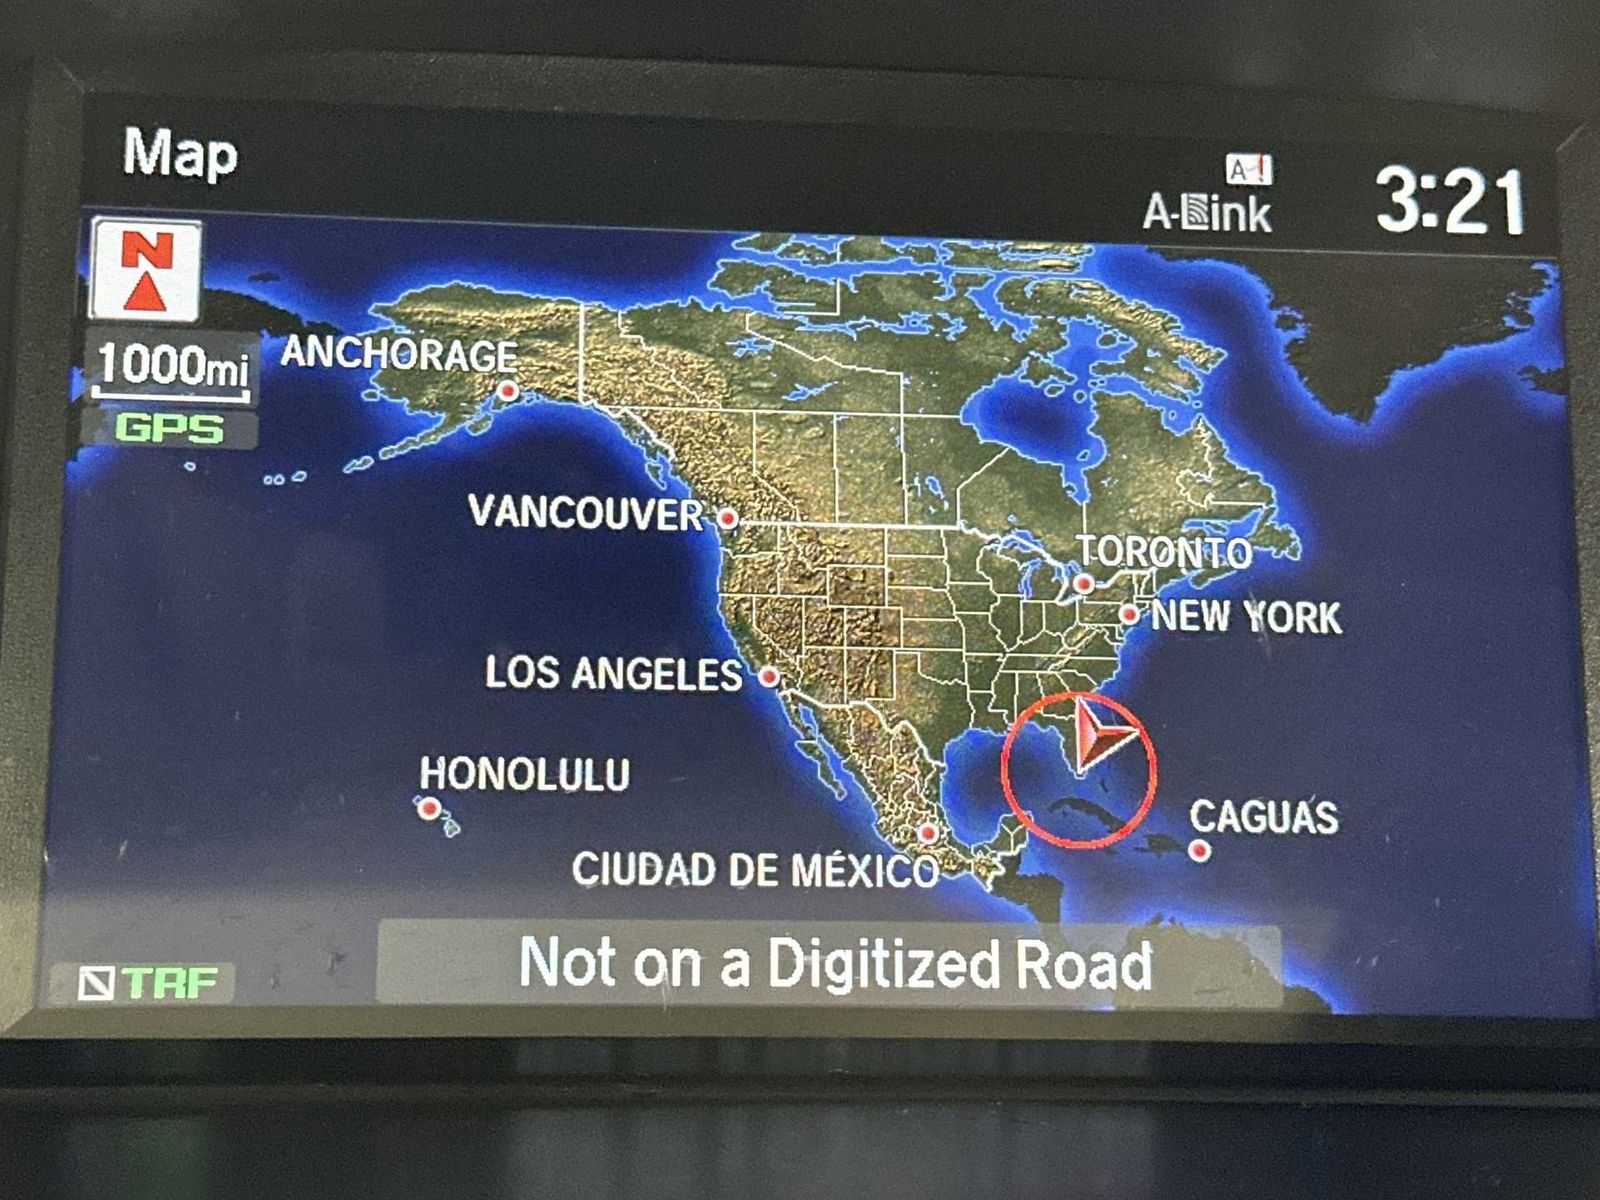 Map
A!
A-Link
3:21
N
1000mi
GPS
ANCHORAGE
VANCOUVER
TORONTO
NEW YORK
LOS ANGELES
HONOLULU
CAGUAS
CIUDAD DE MÉXICO
Not on a Digitized Road
TRF